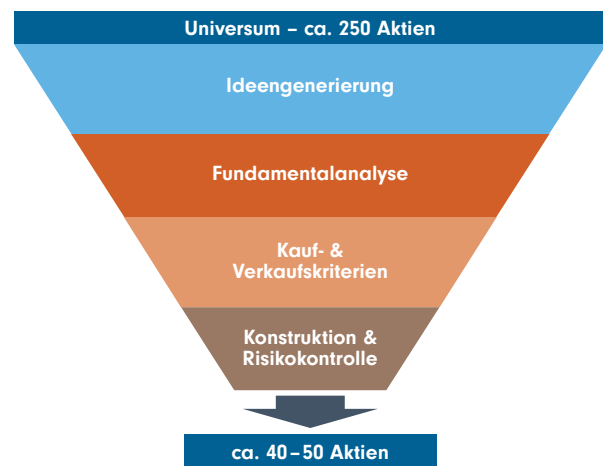 Universum – ca. 250 Aktien
Ideengenerierung
Fundamentalanalyse
Kauf- &
Verkaufskriterien
Konstruktion &
Risikokontrolle
ca. 40–50 Aktien